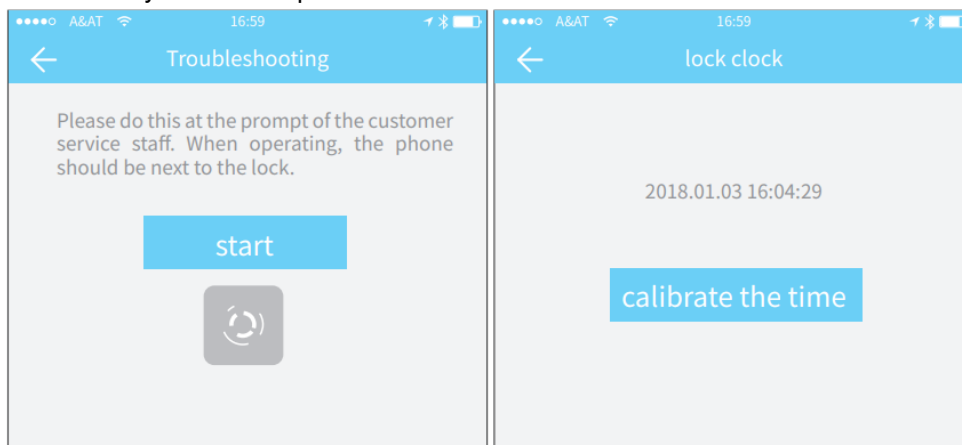 A&AT 16:59
Troubleshooting
Please do this at the prompt of the customer
service staff. When operating, the phone
should be next to the lock.
start
A&AT 16:59
lock clock
2018.01.03 16:04:29
calibrate the time